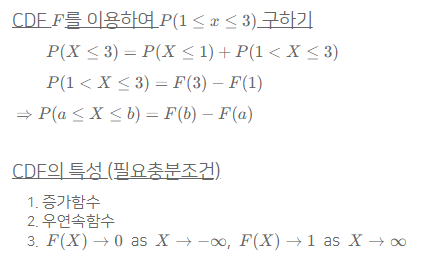 CDF F를 이용하여 P(1 ≤ x ≤ 3) 구하기
P(X ≤ 3) = P(X ≤ 1) + P(1 < X ≤ 3)
P(1 < X ≤ 3) = F(3) − F(1)
⇒ P(a ≤ X ≤ b) = F(b) − F(a)
CDF의 특성 (필요충분조건)
1. 증가함수
2. 우연속함수
3. F(X) → 0 as X → −∞, F(X) → 1 as X → ∞